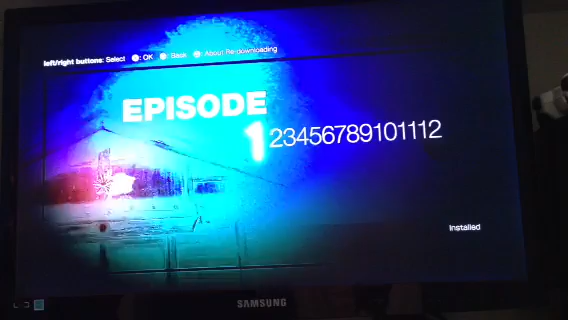 left/right buttons: Select : OK : Back : About Re-downloading
EPISODE
1 23456789101112
Installed
SAMSUNG